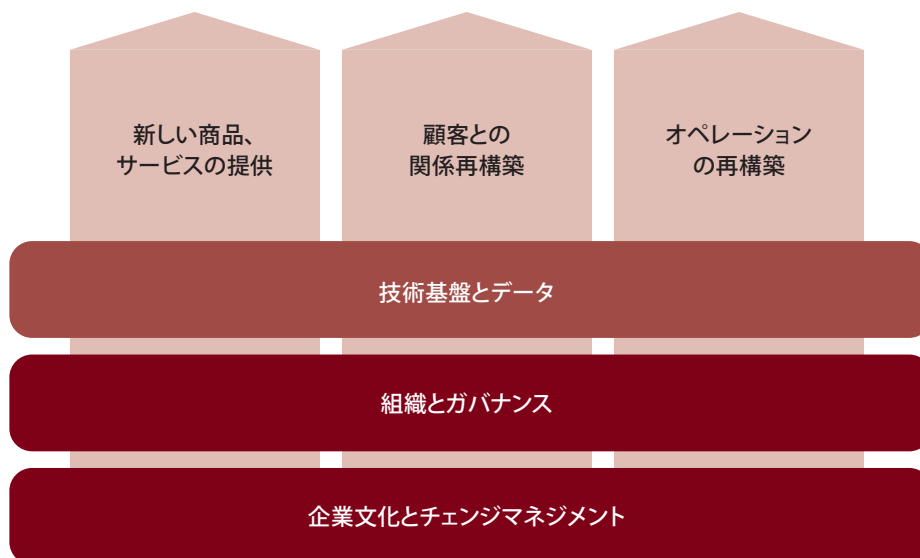 新しい商品、
サービスの提供
顧客との
関係再構築
オペレーション
の再構築
技術基盤とデータ
組織とガバナンス
企業文化とチェンジマネジメント